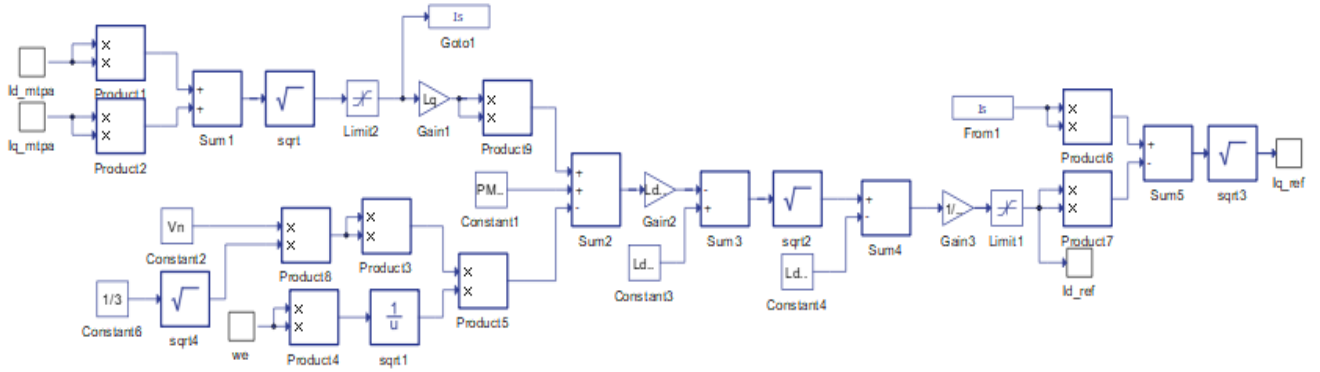 Is
Goto1
Id_mtpa
x
x
Product1
Iq_mtpa
x
x
Product2
+
+
Sum1
sqrt
Limit2
Lq
Gain1
x
x
Product9
PM...
Constant1
+
+
-
Sum2
Ld...
Gain2
-
+
Sum3
Ld...
Constant3
sqrt2
Ld...
Constant4
+
-
Sum4
1/...
Gain3
Limit1
Is
From1
x
x
Product6
x
x
Product7
Id_ref
+
-
Sum5
sqrt3
Iq_ref
Vn
Constant2
1/3
Constant6
sqrt4
x
x
Product8
x
x
Product3
we
x
x
Product4
1
u
sqrt1
x
x
Product5